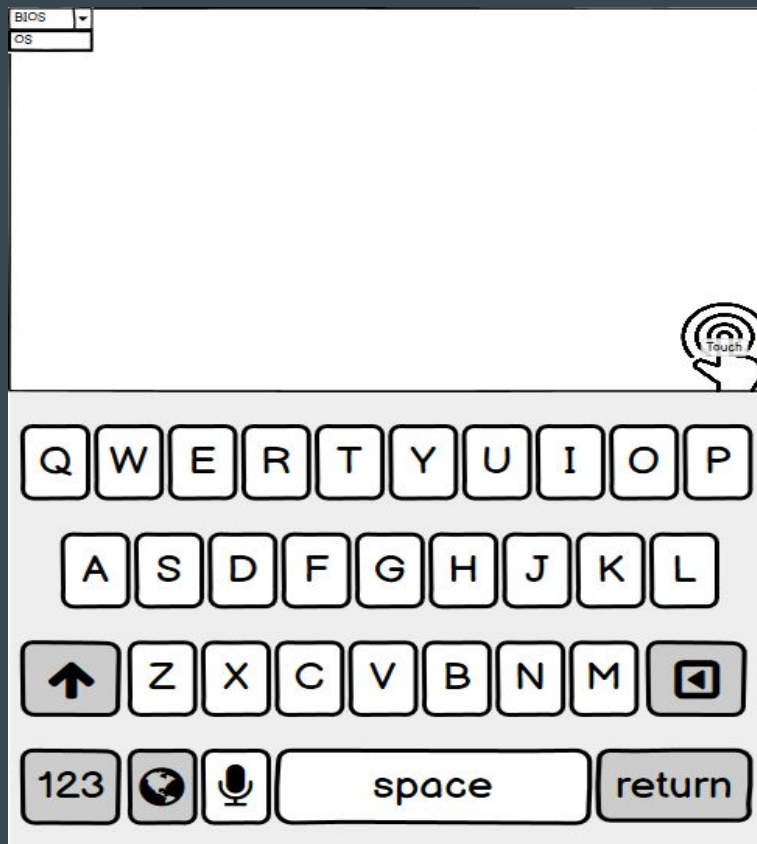 BIOS
OS
Touch
Q W E R T Y U I O P
A S D F G H J K L
Z X C V B N M
123 space return